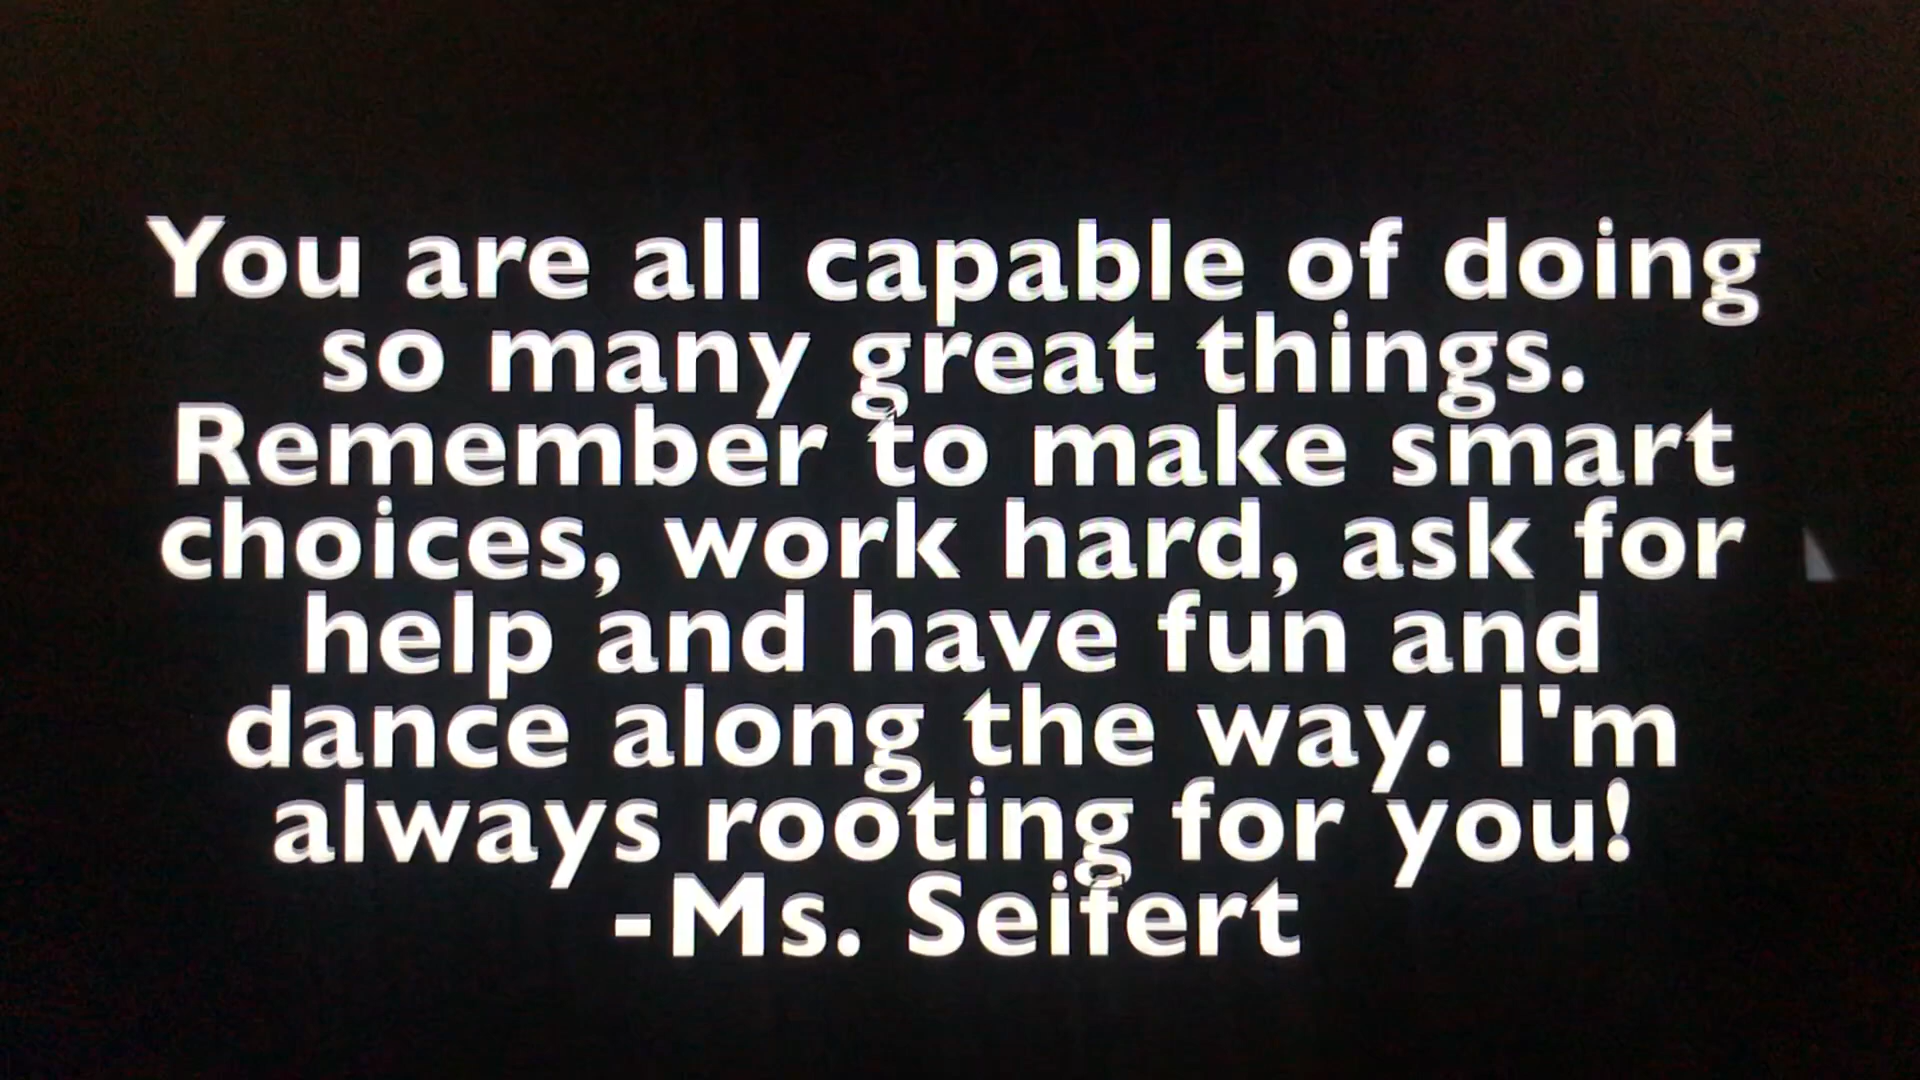 You are all capable of doing
so many great things.
Remember to make smart
choices, work hard, ask for
help and have fun and
dance along the way. I'm
always rooting for you!
-Ms. Seifert